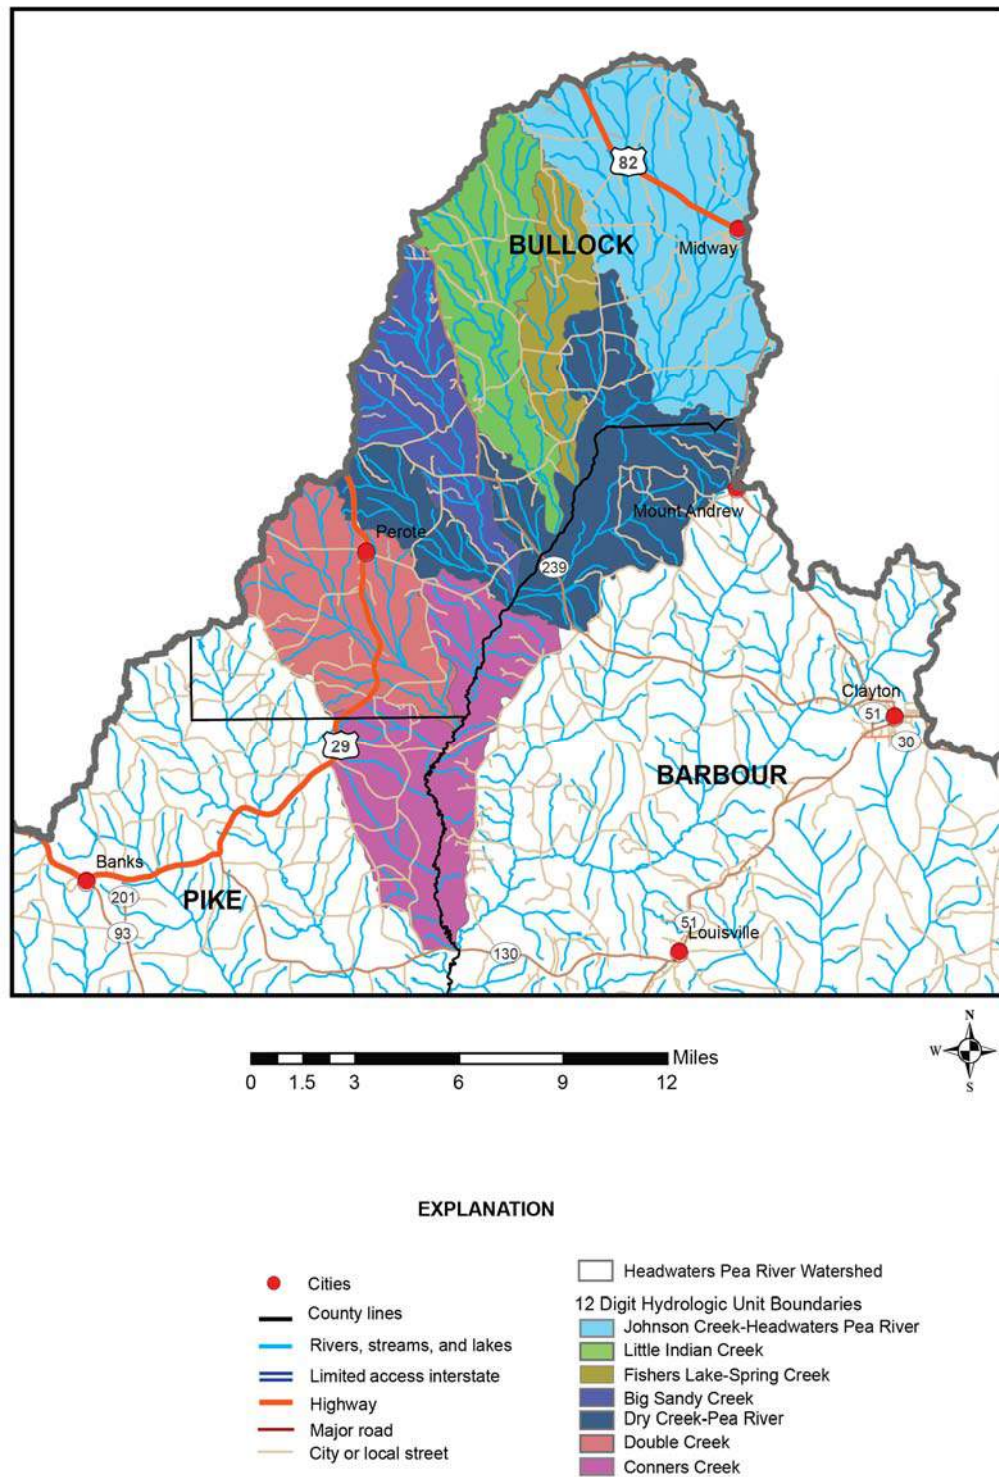 82
BULLOCK
Midway
Mount Andrew
Perote
239
Clayton
51
30
29
BARBOUR
Banks
201
PIKE
93
51
Louisville
130
N
W
E
S
Miles
0 1.5 3 6 9 12
EXPLANATION
Cities
County lines
Rivers, streams, and lakes
Limited access interstate
Highway
Major road
City or local street
Headwaters Pea River Watershed
12 Digit Hydrologic Unit Boundaries
Johnson Creek-Headwaters Pea River
Little Indian Creek
Fishers Lake-Spring Creek
Big Sandy Creek
Dry Creek-Pea River
Double Creek
Conners Creek